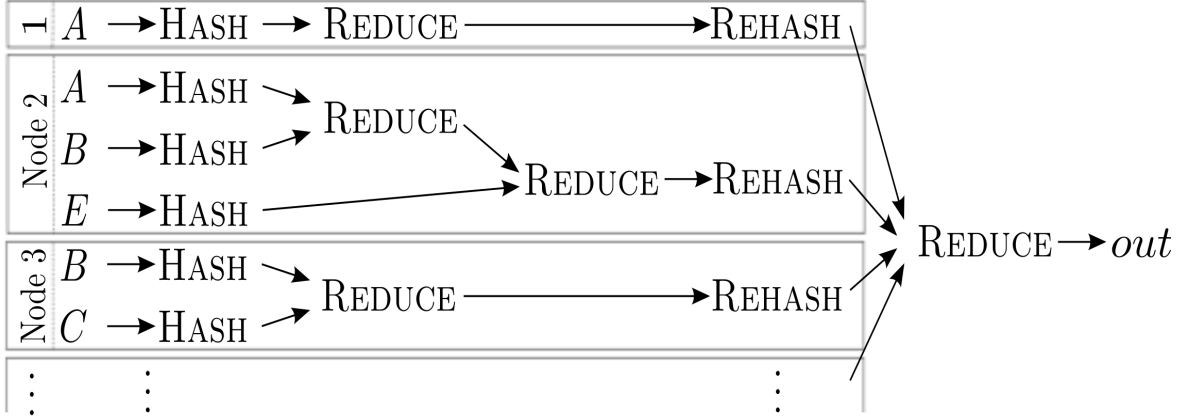 1 A HASH REDUCE REHASH
Node 2
A HASH
REDUCE
B HASH
REDUCE REHASH
E HASH
REDUCE out
Node 3
B HASH
REDUCE REHASH
C HASH
⋮ ⋮ ⋮